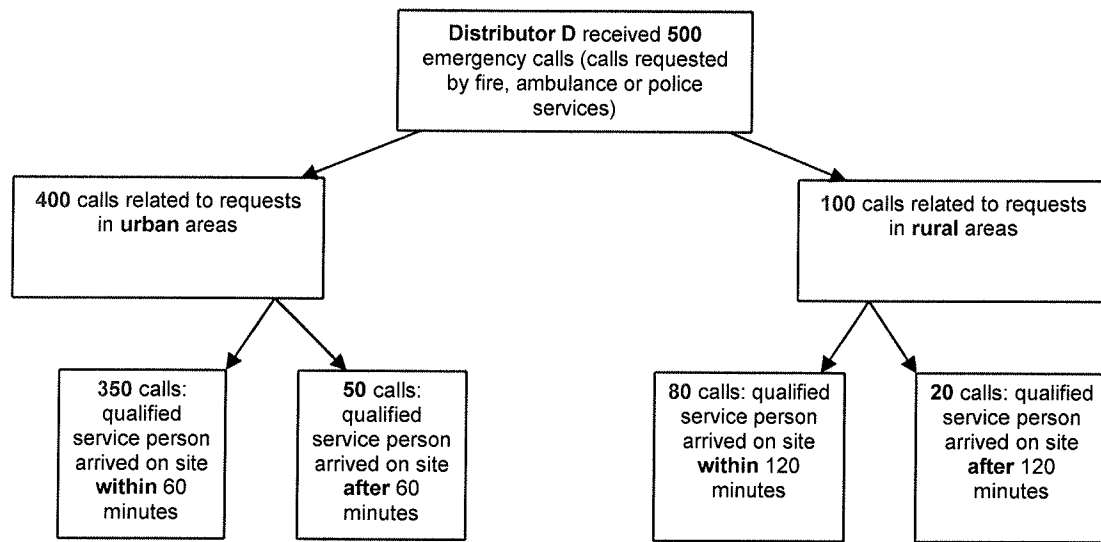 Distributor D received 500
emergency calls (calls requested
by fire, ambulance or police
services)
400 calls related to requests
in urban areas
100 calls related to requests
in rural areas
350 calls:
qualified
service person
arrived on site
within 60
minutes
50 calls:
qualified
service person
arrived on site
after 60
minutes
80 calls: qualified
service person
arrived on site
within 120
minutes
20 calls: qualified
service person
arrived on site
after 120
minutes